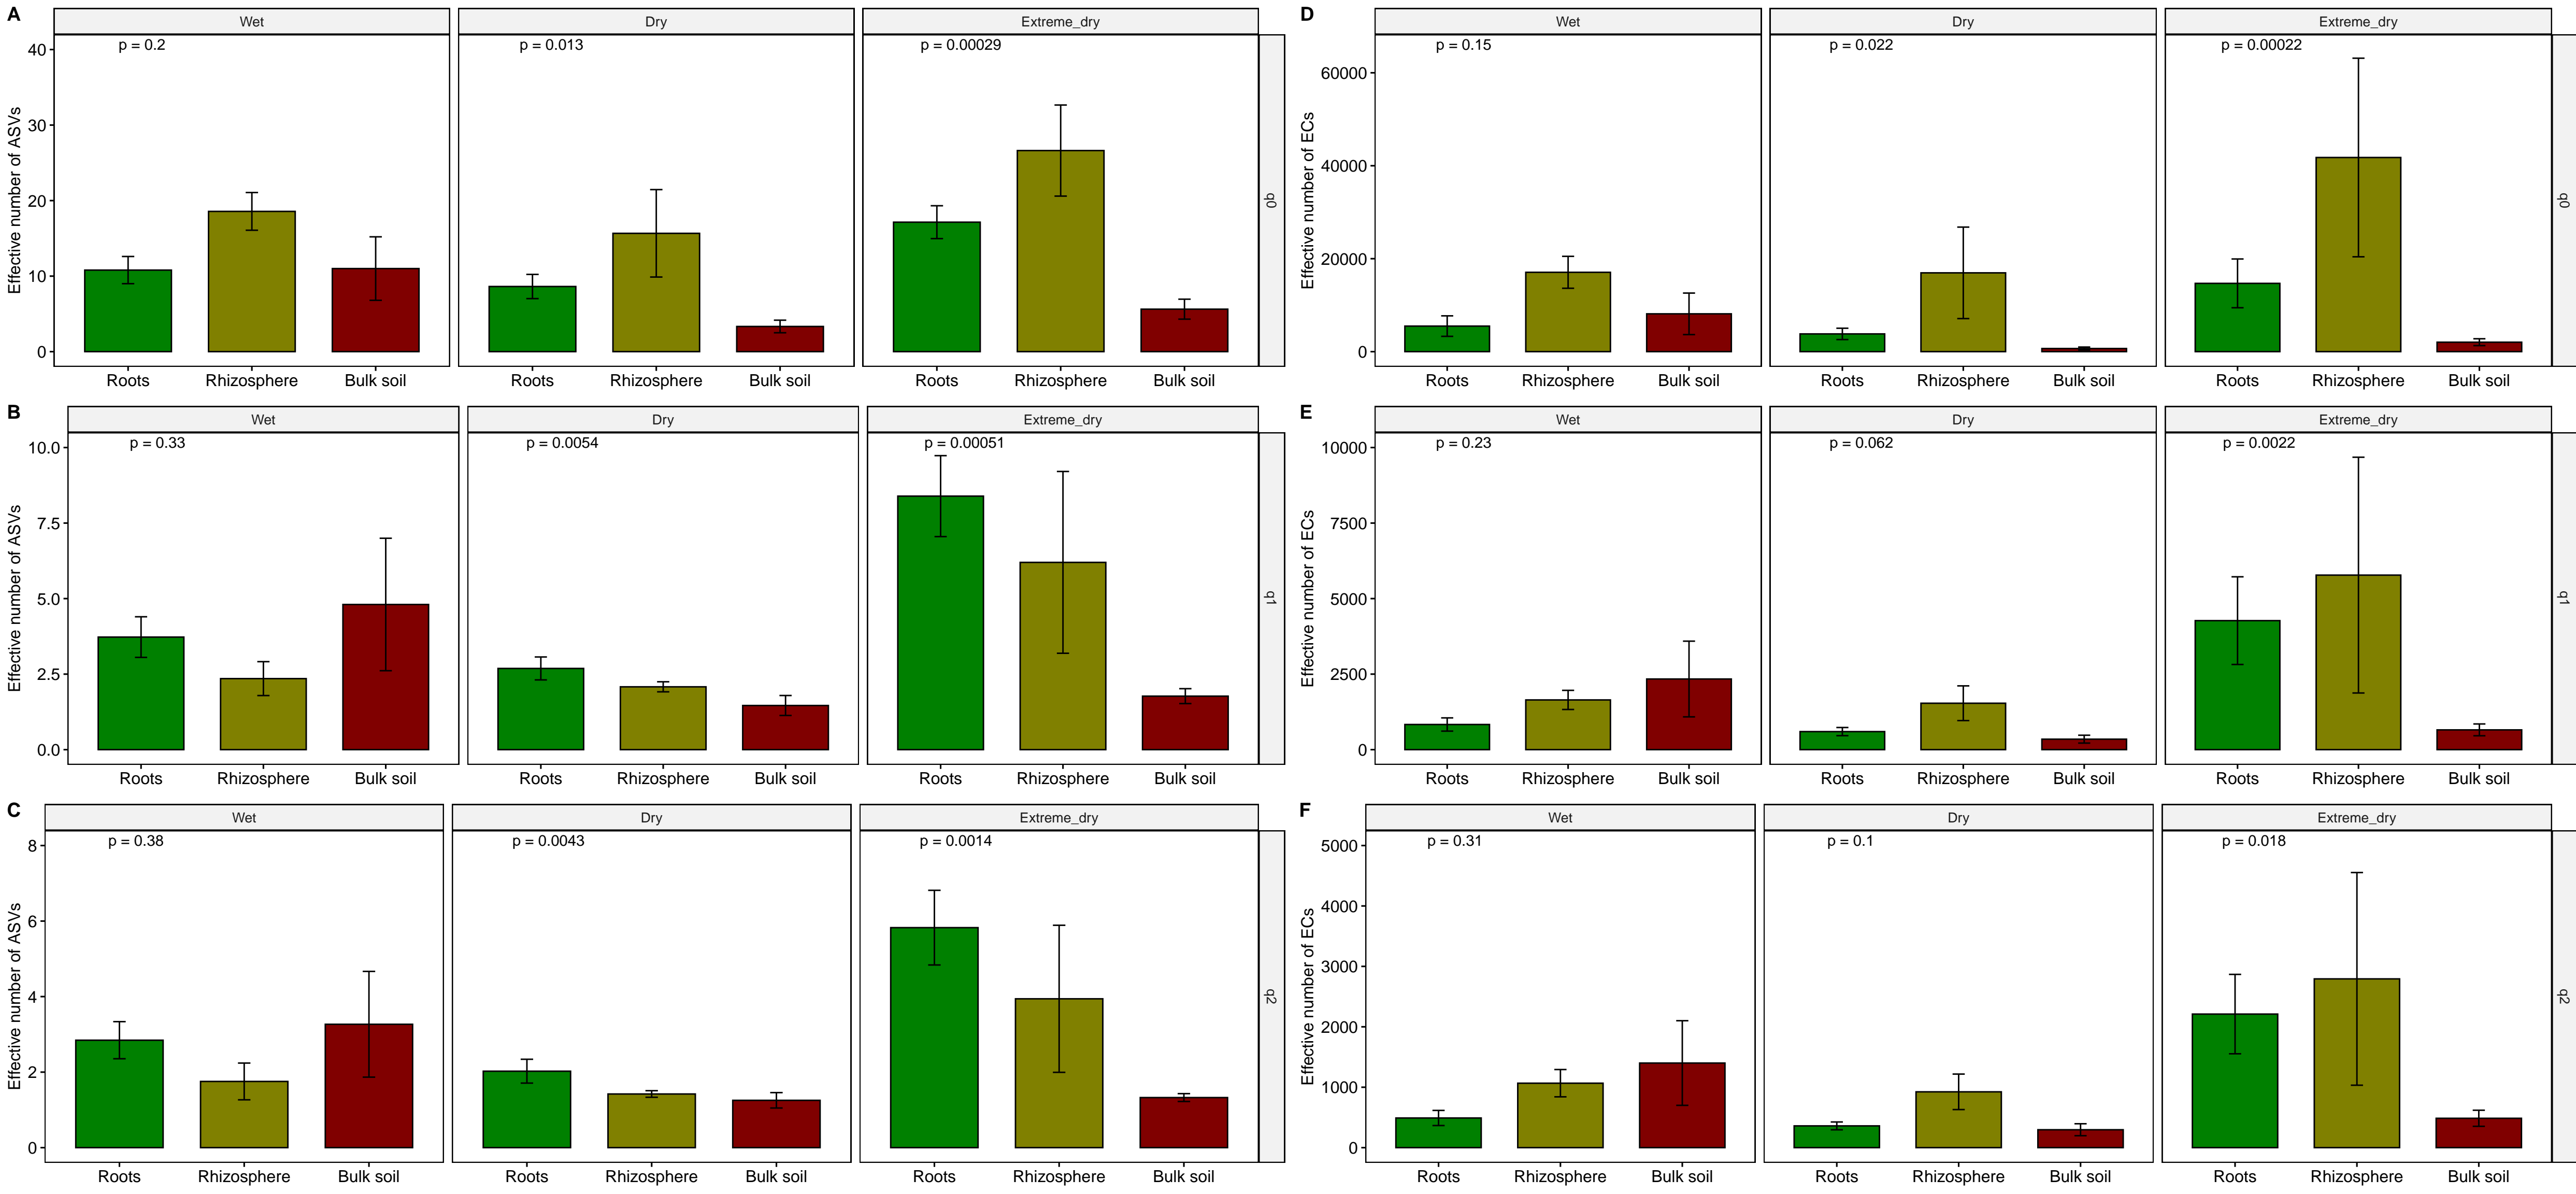 A
Wet
Dry
Extreme_dry
p = 0.2
p = 0.013
p = 0.00029
Effective number of ASVs
40
30
20
10
0
q0
Roots
Rhizosphere
Bulk soil
Roots
Rhizosphere
Bulk soil
Roots
Rhizosphere
Bulk soil
D
Wet
Dry
Extreme_dry
p = 0.15
p = 0.022
p = 0.00022
Effective number of ECs
60000
40000
20000
0
q0
Roots
Rhizosphere
Bulk soil
Roots
Rhizosphere
Bulk soil
Roots
Rhizosphere
Bulk soil
B
Wet
Dry
Extreme_dry
p = 0.33
p = 0.0054
p = 0.00051
Effective number of ASVs
10.0
7.5
5.0
2.5
0.0
q1
Roots
Rhizosphere
Bulk soil
Roots
Rhizosphere
Bulk soil
Roots
Rhizosphere
Bulk soil
E
Wet
Dry
Extreme_dry
p = 0.23
p = 0.062
p = 0.0022
Effective number of ECs
10000
7500
5000
2500
0
q1
Roots
Rhizosphere
Bulk soil
Roots
Rhizosphere
Bulk soil
Roots
Rhizosphere
Bulk soil
C
Wet
Dry
Extreme_dry
p = 0.38
p = 0.0043
p = 0.0014
Effective number of ASVs
8
6
4
2
0
q2
Roots
Rhizosphere
Bulk soil
Roots
Rhizosphere
Bulk soil
Roots
Rhizosphere
Bulk soil
F
Wet
Dry
Extreme_dry
p = 0.31
p = 0.1
p = 0.018
Effective number of ECs
5000
4000
3000
2000
1000
0
q2
Roots
Rhizosphere
Bulk soil
Roots
Rhizosphere
Bulk soil
Roots
Rhizosphere
Bulk soil